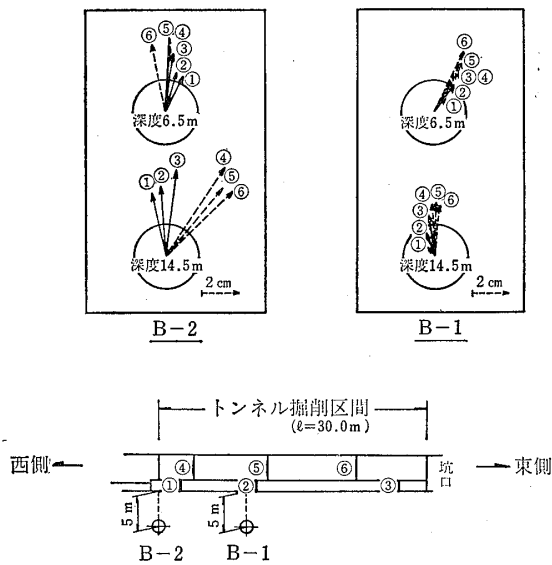 ⑥ ⑤ ④
③
②
①
深度6.5m
① ② ③ ④
⑤
⑥
深度14.5m
2cm
B-2
⑥
⑤
③ ④
②
①
深度6.5m
④ ⑤ ⑥
③
②
①
深度14.5m
2cm
B-1
トンネル掘削区間
(ℓ=30.0m)
西側
東側
④ ⑤ ⑥
① ② ③
坑口
5m
5m
B-2
B-1